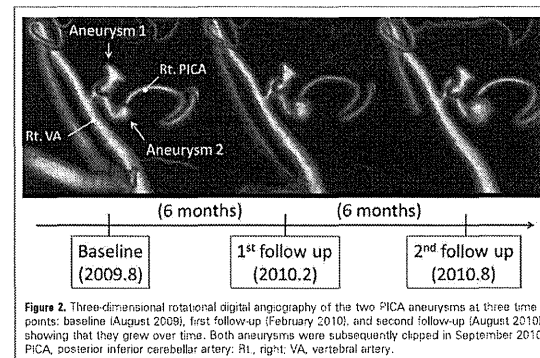 Aneurysm 1
Rt. PICA
Rt. VA
Aneurysm 2
(6 months) (6 months)
Baseline 1st follow up 2nd follow up
(2009.8) (2010.2) (2010.8)
Figure 2. Three-dimensional rotational digital angiography of the two PICA aneurysms at three time
points: baseline (August 2009), first follow-up (February 2010), and second follow-up (August 2010)
showing that they grew over time. Both aneurysms were subsequently clipped in September 2010
PICA, posterior inferior cerebellar artery; Rt., right; VA, vertebral artery.